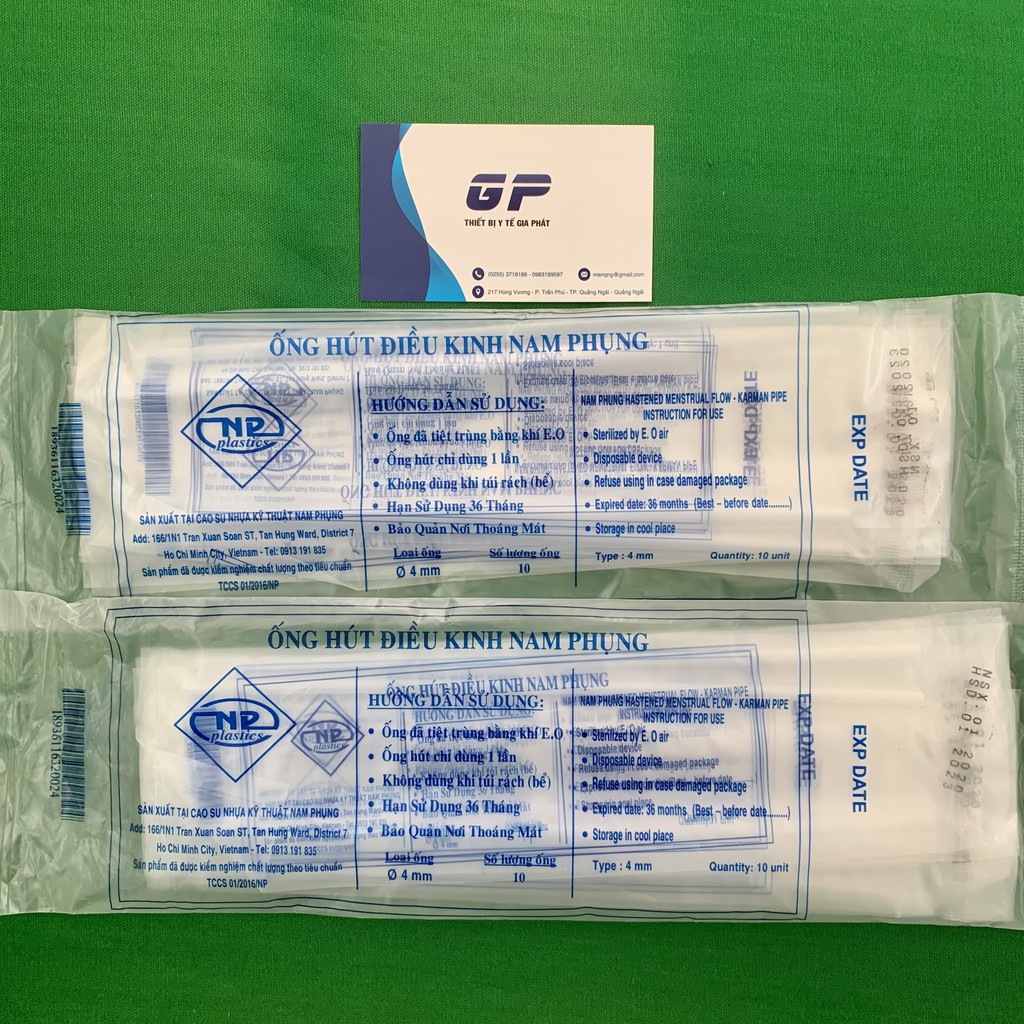 GP
THIẾT BỊ Y TẾ GIA PHÁT
(0255) 3718186 - 0983199597
menqng@gmail.com
217 Hùng Vương - P. Trần Phú - TP. Quảng Ngãi - Quảng Ngãi
ỐNG HÚT ĐIỀU KINH NAM PHỤNG
NP
plastics
SẢN XUẤT TẠI CAO SU NHỰA KỸ THUẬT NAM PHỤNG
Add: 166/1N1 Tran Xuan Soan ST, Tan Hung Ward, District 7
Ho Chi Minh City, Vietnam - Tel: 0913 191 835
Sản phẩm đã được kiểm nghiệm chất lượng theo tiêu chuẩn
TCCS 01/2016/NP
HƯỚNG DẪN SỬ DỤNG:
• Ống đã tiệt trùng bằng khí E.O
• Ống hút chỉ dùng 1 lần
• Không dùng khi túi rách (bể)
• Hạn Sử Dụng 36 Tháng
• Bảo Quản Nơi Thoáng Mát
Loại ống Số lượng ống
Ø 4 mm 10
NAM PHUNG HASTENED MENSTRUAL FLOW - KARMAN PIPE
INSTRUCTION FOR USE
• Sterilized by E. O air
• Disposable device
• Refuse using in case damaged package
• Expired date: 36 months (Best – before date.........)
• Storage in cool place
Type : 4 mm Quantity: 10 unit
EXP DATE
18936116320024
ỐNG HÚT ĐIỀU KINH NAM PHỤNG
NP
plastics
SẢN XUẤT TẠI CAO SU NHỰA KỸ THUẬT NAM PHỤNG
Add: 166/1N1 Tran Xuan Soan ST, Tan Hung Ward, District 7
Ho Chi Minh City, Vietnam - Tel: 0913 191 835
Sản phẩm đã được kiểm nghiệm chất lượng theo tiêu chuẩn
TCCS 01/2016/NP
HƯỚNG DẪN SỬ DỤNG:
• Ống đã tiệt trùng bằng khí E.O
• Ống hút chỉ dùng 1 lần
• Không dùng khi túi rách (bể)
• Hạn Sử Dụng 36 Tháng
• Bảo Quản Nơi Thoáng Mát
Loại ống Số lượng ống
Ø 4 mm 10
NAM PHUNG HASTENED MENSTRUAL FLOW - KARMAN PIPE
INSTRUCTION FOR USE
• Sterilized by E. O air
• Disposable device
• Refuse using in case damaged package
• Expired date: 36 months (Best – before date.........)
• Storage in cool place
Type : 4 mm Quantity: 10 unit
EXP DATE
NSX.01 2020
HSD.01 2023
18936116320024